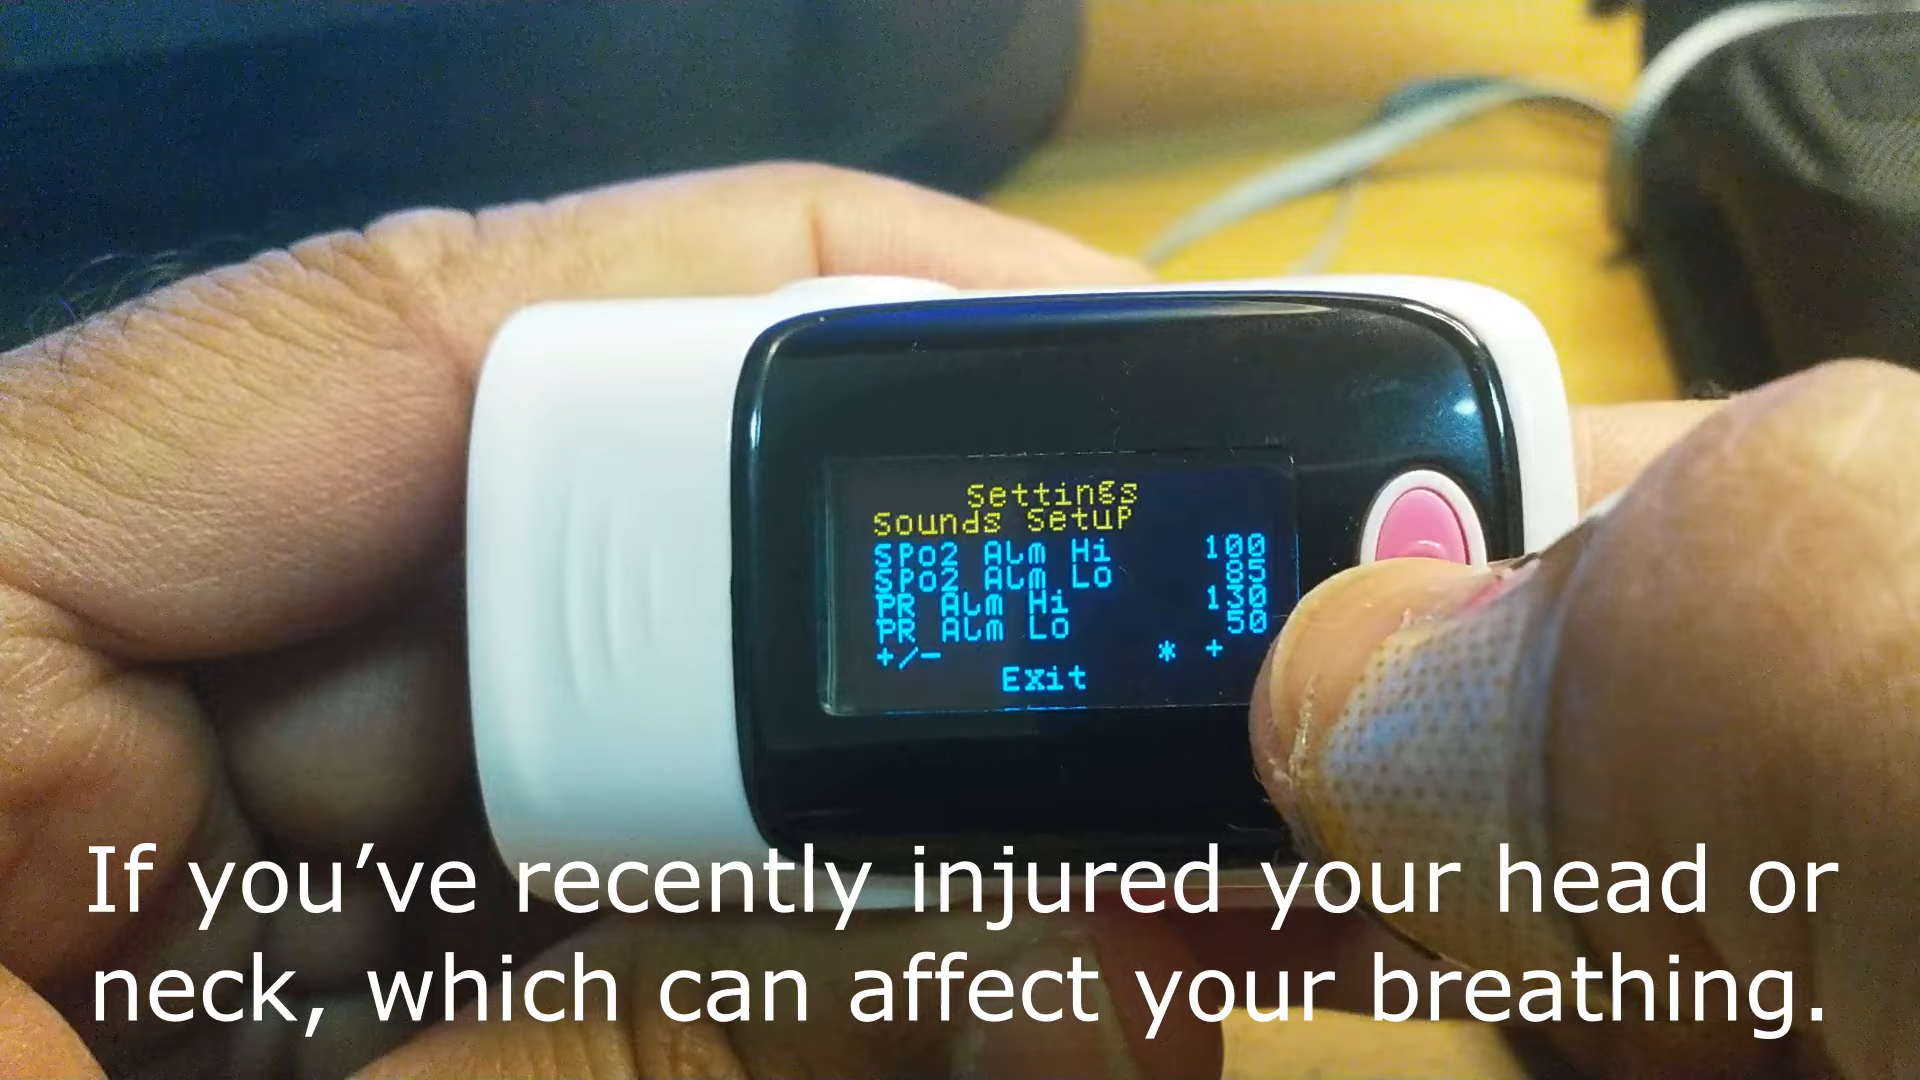 Settings
Sounds Setup
SPo2 Alm Hi 100
SPo2 Alm Lo 85
PR Alm Hi 130
PR Alm Lo 50
+/- * +
Exit
If you’ve recently injured your head or
neck, which can affect your breathing.